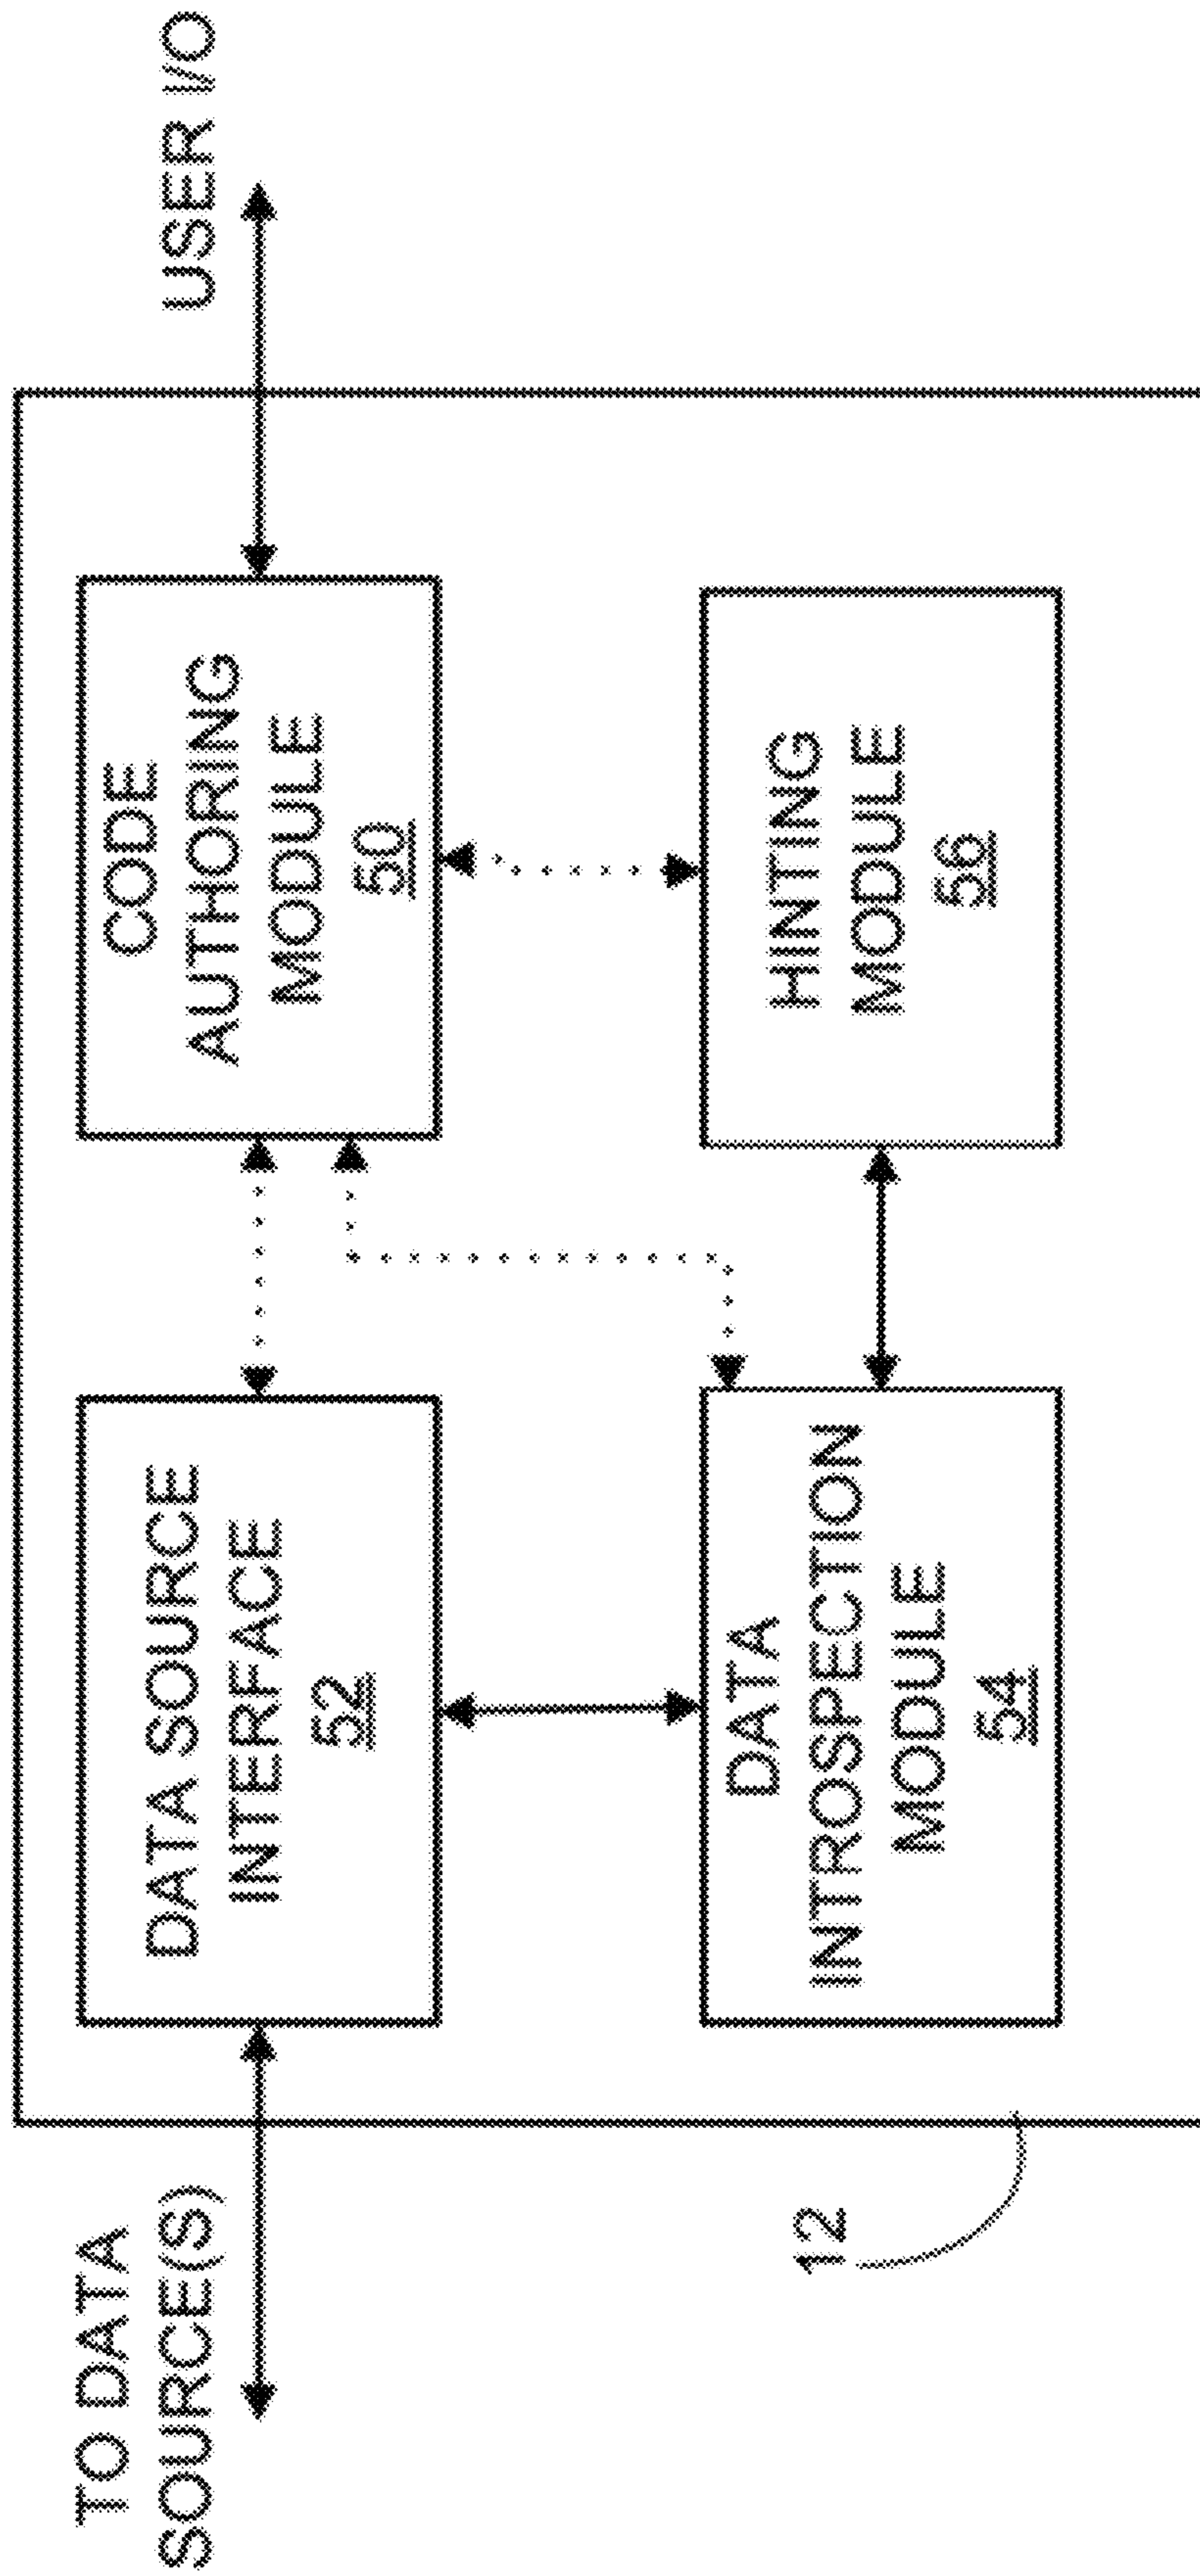 TO DATA
SOURCE(S)
DATA SOURCE
INTERFACE
52
CODE
AUTHORING
MODULE
50
USER I/O
DATA
INTROSPECTION
MODULE
54
HINTING
MODULE
56
12